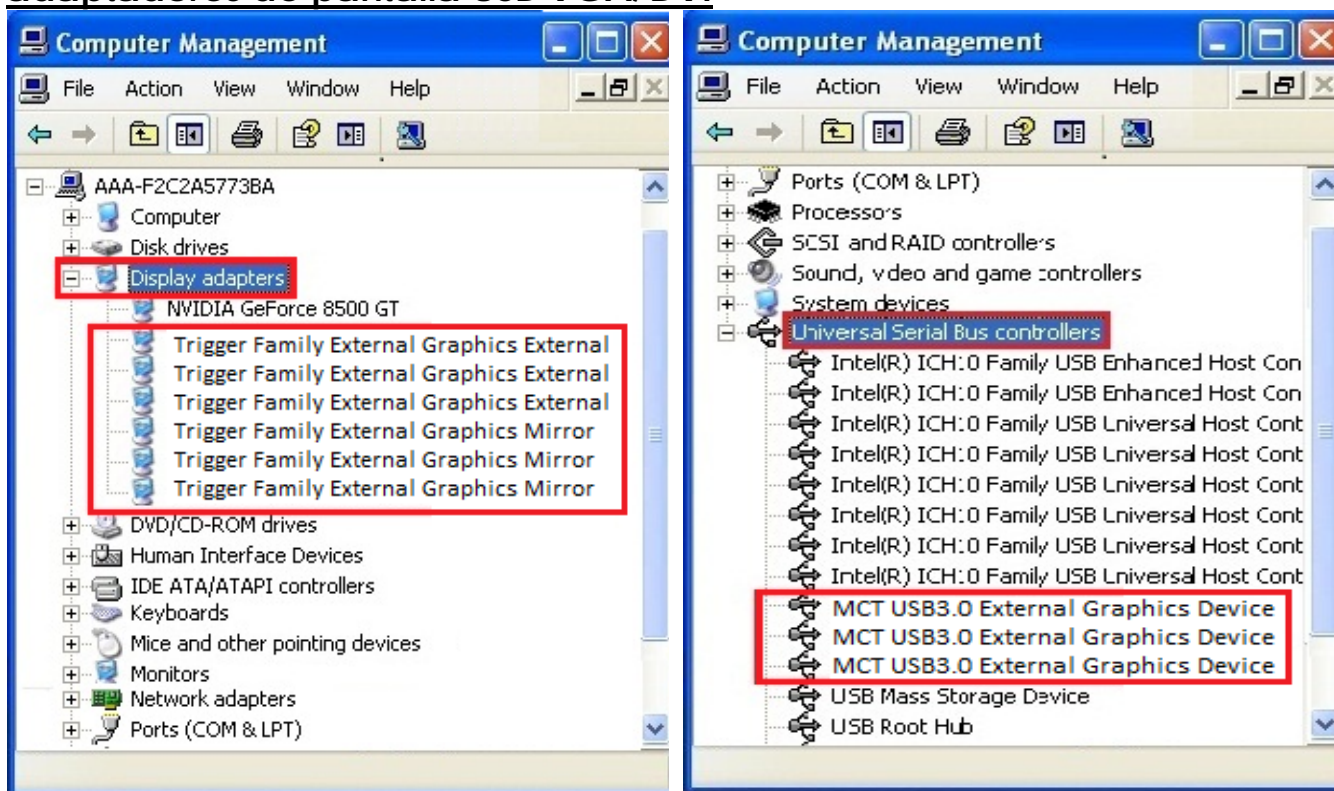 adaptadores de pantalla USB VGA/DVI
Computer Management
File Action View Window Help
AAA-F2C2A5773BA
Computer
Disk drives
Display adapters
NVIDIA GeForce 8500 GT
Trigger Family External Graphics External
Trigger Family External Graphics External
Trigger Family External Graphics External
Trigger Family External Graphics Mirror
Trigger Family External Graphics Mirror
Trigger Family External Graphics Mirror
DVD/CD-ROM drives
Human Interface Devices
IDE ATA/ATAPI controllers
Keyboards
Mice and other pointing devices
Monitors
Network adapters
Ports (COM & LPT)
Computer Management
File Action View Window Help
Ports (COM & LPT)
Processors
SCSI and RAID controllers
Sound, video and game controllers
System devices
Universal Serial Bus controllers
Intel(R) ICH10 Family USB Enhanced Host Con
Intel(R) ICH10 Family USB Enhanced Host Con
Intel(R) ICH10 Family USB Universal Host Cont
Intel(R) ICH10 Family USB Universal Host Cont
Intel(R) ICH10 Family USB Universal Host Cont
Intel(R) ICH10 Family USB Universal Host Cont
Intel(R) ICH10 Family USB Universal Host Cont
Intel(R) ICH10 Family USB Universal Host Cont
MCT USB3.0 External Graphics Device
MCT USB3.0 External Graphics Device
MCT USB3.0 External Graphics Device
USB Mass Storage Device
USB Root Hub